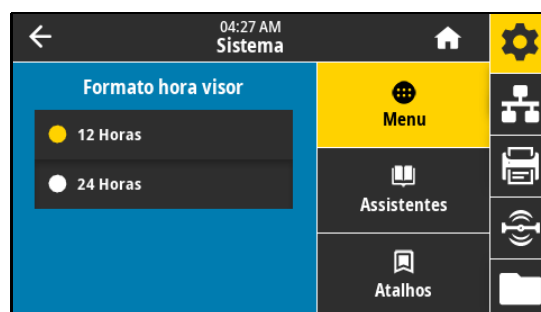 04:27 AM
Sistema
Formato hora visor
12 Horas
24 Horas
Menu
Assistentes
Atalhos